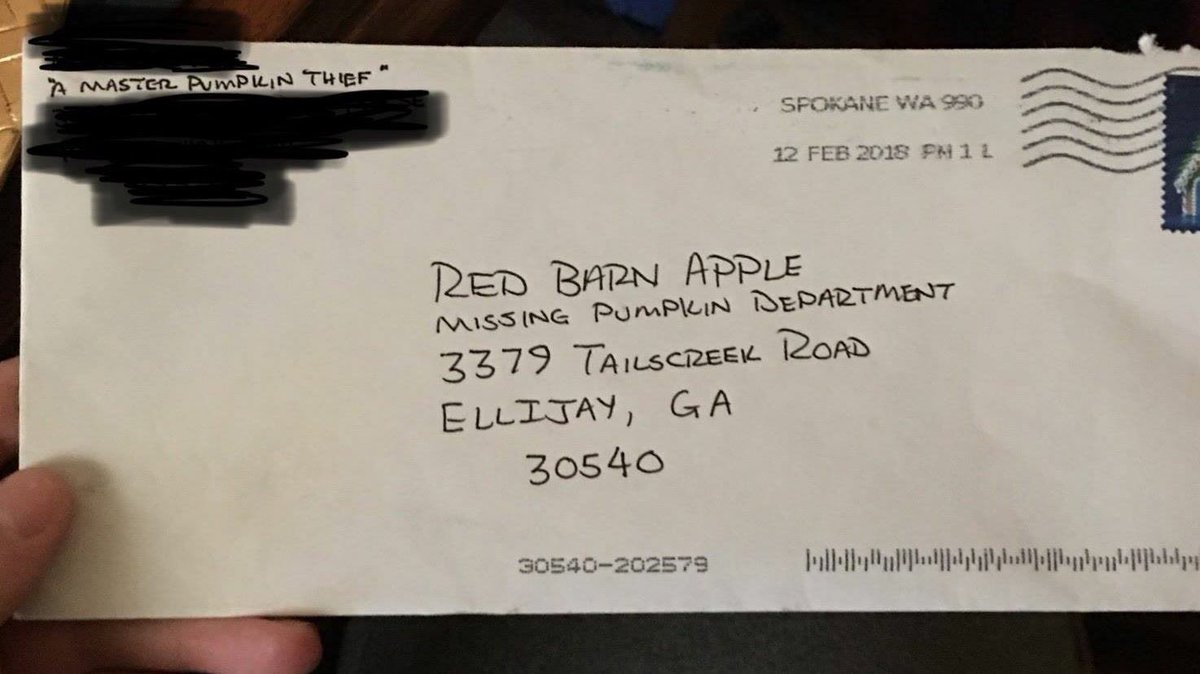 "A MASTER PUMPKIN THIEF"
SPOKANE WA 990
12 FEB 2018 PM 1 L
RED BARN APPLE
MISSING PUMPKIN DEPARTMENT
3379 TAILSCREEK ROAD
ELLIJAY, GA
30540
30540-202579